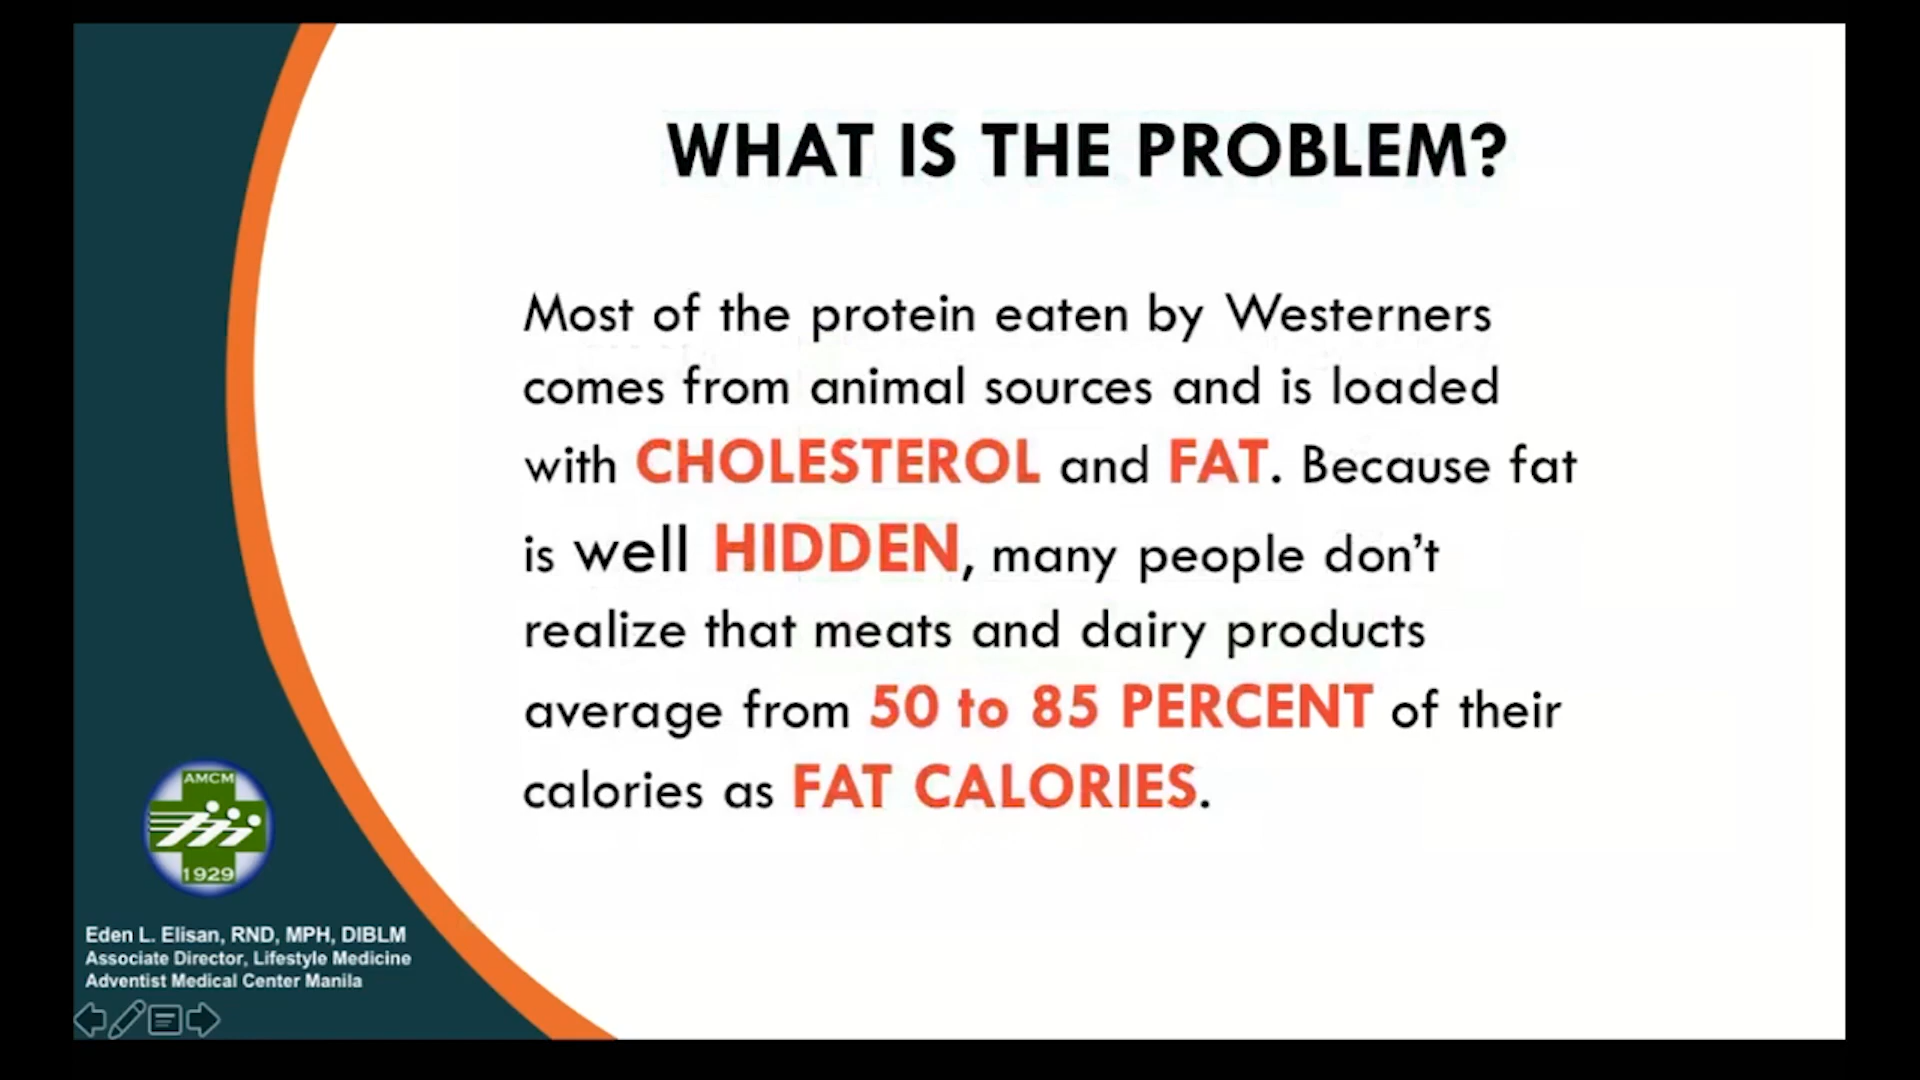 WHAT IS THE PROBLEM?
Most of the protein eaten by Westerners
comes from animal sources and is loaded
with CHOLESTEROL and FAT. Because fat
is well HIDDEN, many people don’t
realize that meats and dairy products
average from 50 to 85 PERCENT of their
calories as FAT CALORIES.
AMCM
1929
Eden L. Elisan, RND, MPH, DIBLM
Associate Director, Lifestyle Medicine
Adventist Medical Center Manila